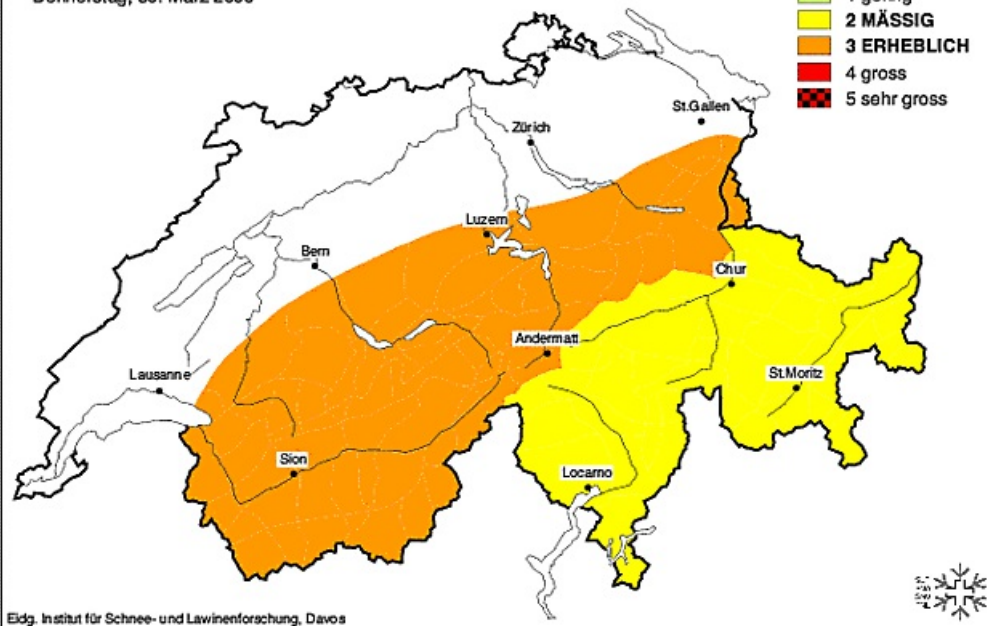 2 MÄSSIG
3 ERHEBLICH
4 gross
5 sehr gross
St.Gallen
Zürich
Luzern
Bern
Chur
Andermatt
Lausanne
St.Moritz
Sion
Locarno
Eidg. Institut für Schnee- und Lawinenforschung, Davos